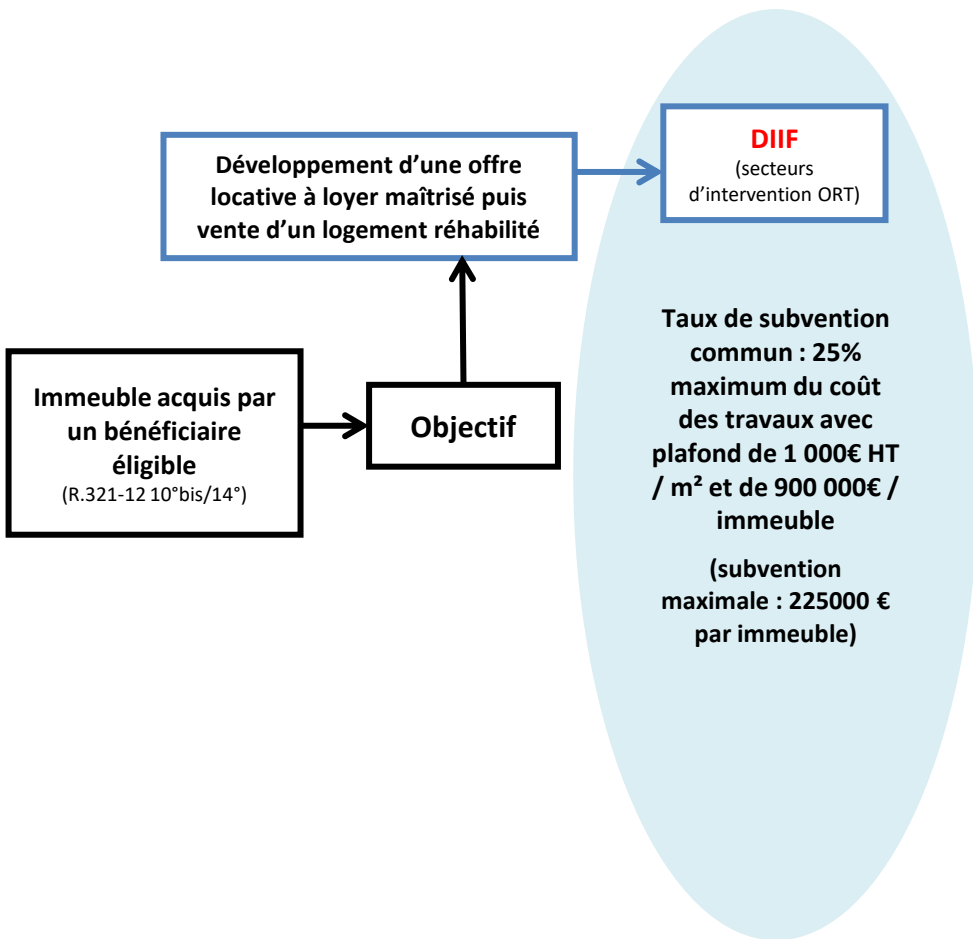 Immeuble acquis par
un bénéficiaire
éligible
(R.321-12 10°bis/14°)
Objectif
Développement d’une offre
locative à loyer maîtrisé puis
vente d’un logement réhabilité
DIIF
(secteurs
d’intervention ORT)
Taux de subvention
commun : 25%
maximum du coût
des travaux avec
plafond de 1 000€ HT
/ m² et de 900 000€ /
immeuble
(subvention
maximale : 225000 €
par immeuble)